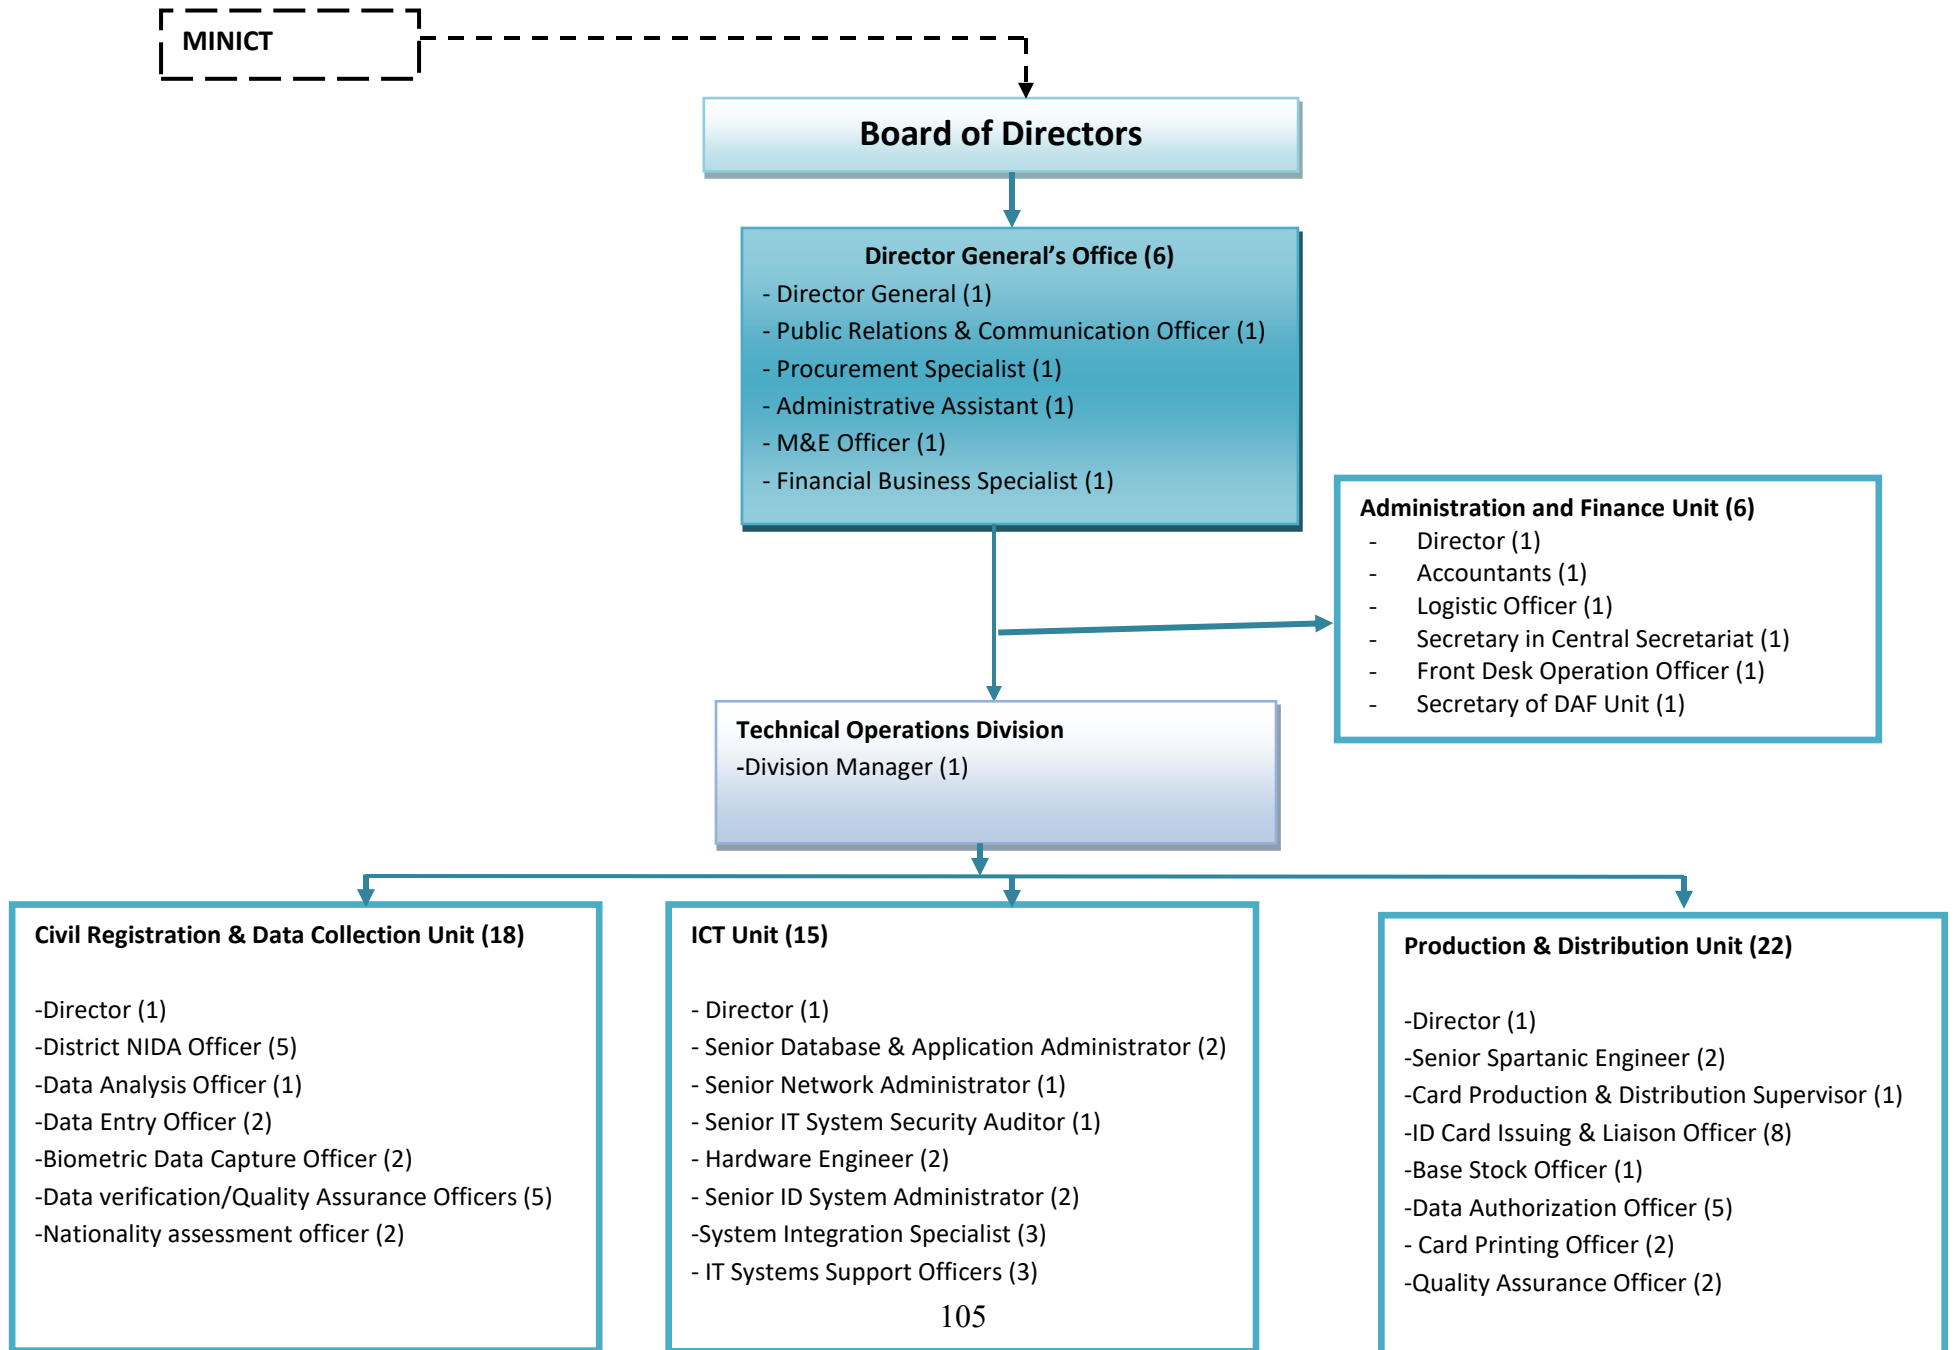 MINICT
Board of Directors
Director General’s Office (6)
- Director General (1)
- Public Relations & Communication Officer (1)
- Procurement Specialist (1)
- Administrative Assistant (1)
- M&E Officer (1)
- Financial Business Specialist (1)
Administration and Finance Unit (6)
- Director (1)
- Accountants (1)
- Logistic Officer (1)
- Secretary in Central Secretariat (1)
- Front Desk Operation Officer (1)
- Secretary of DAF Unit (1)
Technical Operations Division
-Division Manager (1)
Civil Registration & Data Collection Unit (18)
-Director (1)
-District NIDA Officer (5)
-Data Analysis Officer (1)
-Data Entry Officer (2)
-Biometric Data Capture Officer (2)
-Data verification/Quality Assurance Officers (5)
-Nationality assessment officer (2)
ICT Unit (15)
- Director (1)
- Senior Database & Application Administrator (2)
- Senior Network Administrator (1)
- Senior IT System Security Auditor (1)
- Hardware Engineer (2)
- Senior ID System Administrator (2)
-System Integration Specialist (3)
- IT Systems Support Officers (3)
Production & Distribution Unit (22)
-Director (1)
-Senior Spartanic Engineer (2)
-Card Production & Distribution Supervisor (1)
-ID Card Issuing & Liaison Officer (8)
-Base Stock Officer (1)
-Data Authorization Officer (5)
- Card Printing Officer (2)
-Quality Assurance Officer (2)
105